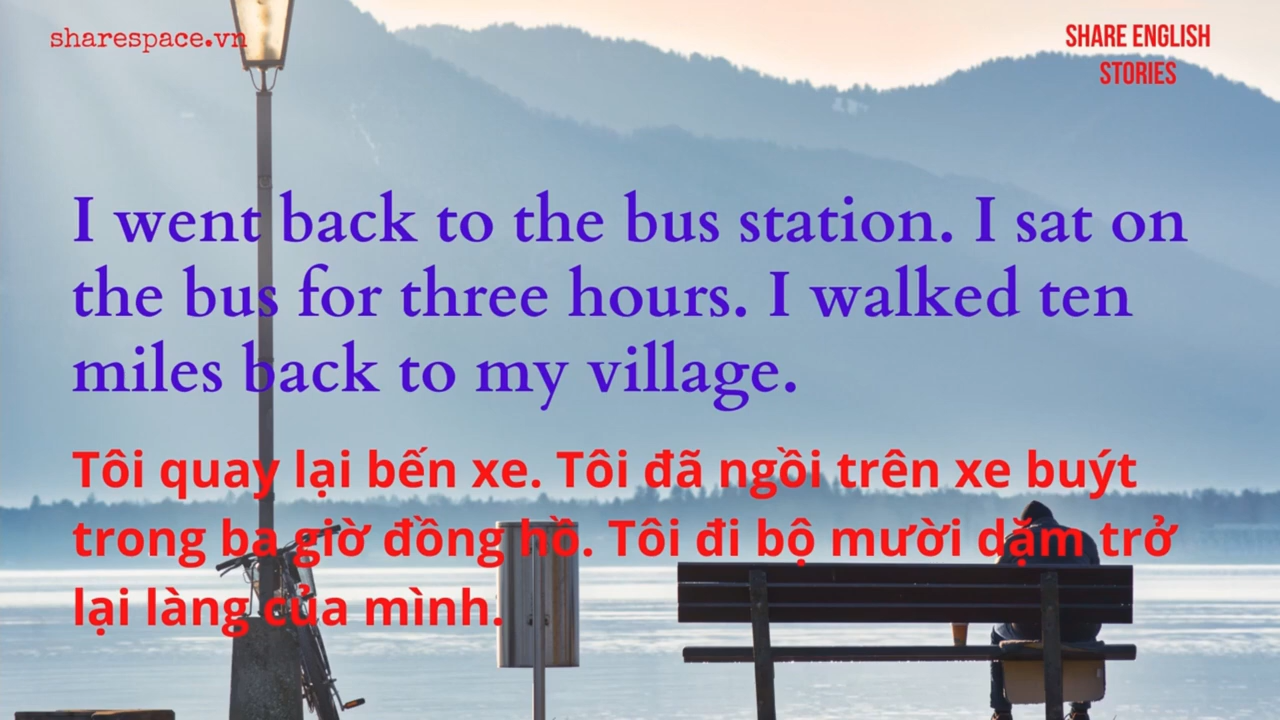 sharespace.vn
SHARE ENGLISH
STORIES
I went back to the bus station. I sat on
the bus for three hours. I walked ten
miles back to my village.
Tôi quay lại bến xe. Tôi đã ngồi trên xe buýt
trong ba giờ đồng hồ. Tôi đi bộ mười dặm trở
lại làng của mình.